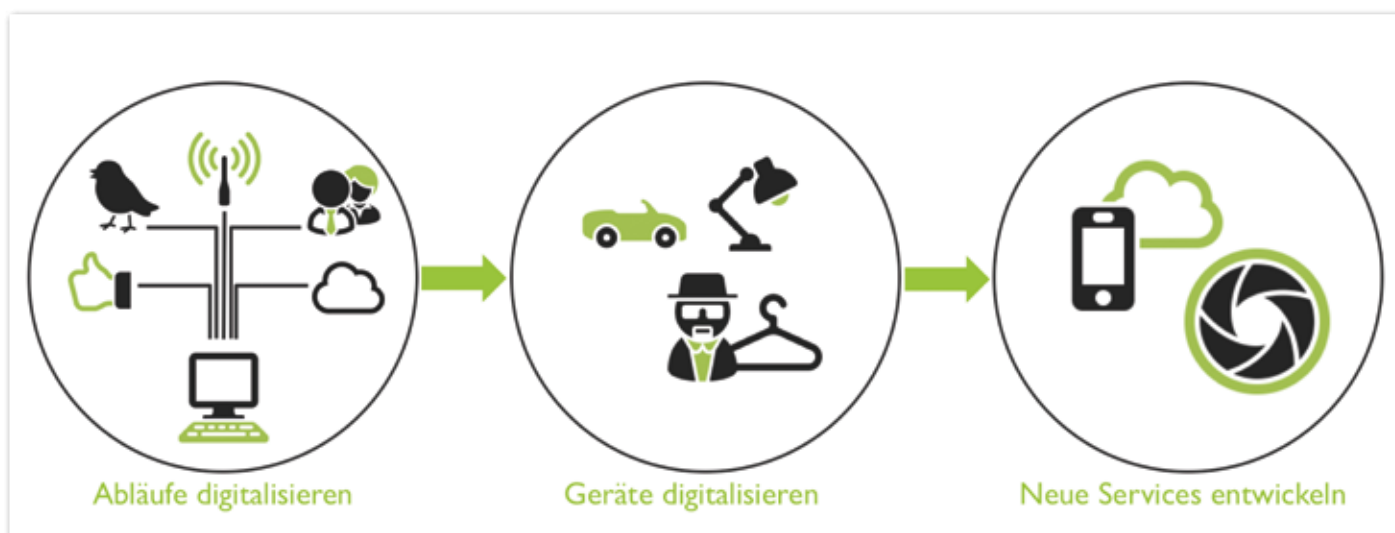 Abläufe digitalisieren
Geräte digitalisieren
Neue Services entwickeln